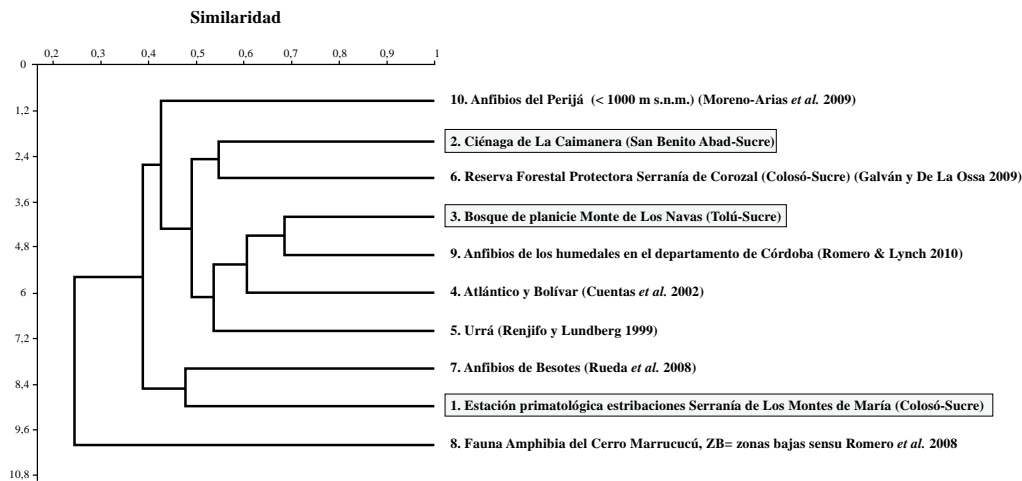 Similaridad
0,2 0,3 0,4 0,5 0,6 0,7 0,8 0,9 1
0
10. Anfibios del Perijá (< 1000 m s.n.m.) (Moreno-Arias et al. 2009)
1,2
2. Ciénaga de La Caimanera (San Benito Abad-Sucre)
2,4
6. Reserva Forestal Protectora Serranía de Corozal (Colosó-Sucre) (Galván y De La Ossa 2009)
3,6
3. Bosque de planicie Monte de Los Navas (Tolú-Sucre)
4,8
9. Anfibios de los humedales en el departamento de Córdoba (Romero & Lynch 2010)
6
4. Atlántico y Bolívar (Cuentas et al. 2002)
5. Urrá (Renjifo y Lundberg 1999)
7,2
7. Anfibios de Besotes (Rueda et al. 2008)
8,4
1. Estación primatológica estribaciones Serranía de Los Montes de María (Colosó-Sucre)
9,6
8. Fauna Amphibia del Cerro Marrucucú, ZB= zonas bajas sensu Romero et al. 2008
10,8